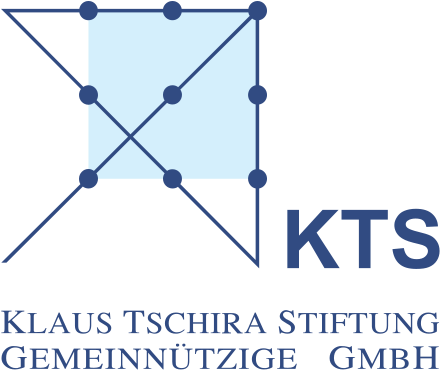 KTS
KLAUS TSCHIRA STIFTUNG
GEMEINNÜTZIGE GMBH